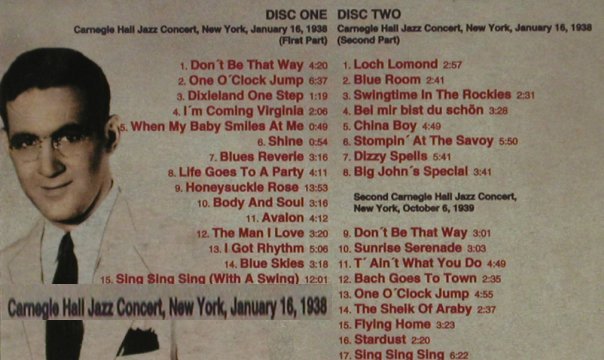 DISC ONE
Carnegie Hall Jazz Concert, New York, January 16, 1938
(First Part)
1. Don´t Be That Way 4:20
2. One O´Clock Jump 6:37
3. Dixieland One Step 1:19
4. I´m Coming Virginia 2:06
5. When My Baby Smiles At Me 0:49
6. Shine 0:54
7. Blues Reverie 3:16
8. Life Goes To A Party 4:11
9. Honeysuckle Rose 13:53
10. Body And Soul 3:16
11. Avalon 4:12
12. The Man I Love 3:20
13. I Got Rhythm 5:06
14. Blue Skies 3:18
15. Sing Sing Sing (With A Swing) 12:01
Carnegie Hall Jazz Concert, New York, January 16, 1938
DISC TWO
Carnegie Hall Jazz Concert, New York, January 16, 1938
(Second Part)
1. Loch Lomond 2:57
2. Blue Room 2:41
3. Swingtime In The Rockies 2:31
4. Bei mir bist du schön 3:28
5. China Boy 4:49
6. Stompin´ At The Savoy 5:50
7. Dizzy Spells 5:41
8. Big John´s Special 3:41
Second Carnegie Hall Jazz Concert,
New York, October 6, 1939
9. Don´t Be That Way 3:01
10. Sunrise Serenade 3:03
11. T´ Ain´t What You Do 4:49
12. Bach Goes To Town 2:35
13. One O´Clock Jump 4:55
14. The Sheik Of Araby 2:37
15. Flying Home 3:23
16. Stardust 2:20
17. Sing Sing Sing 6:22